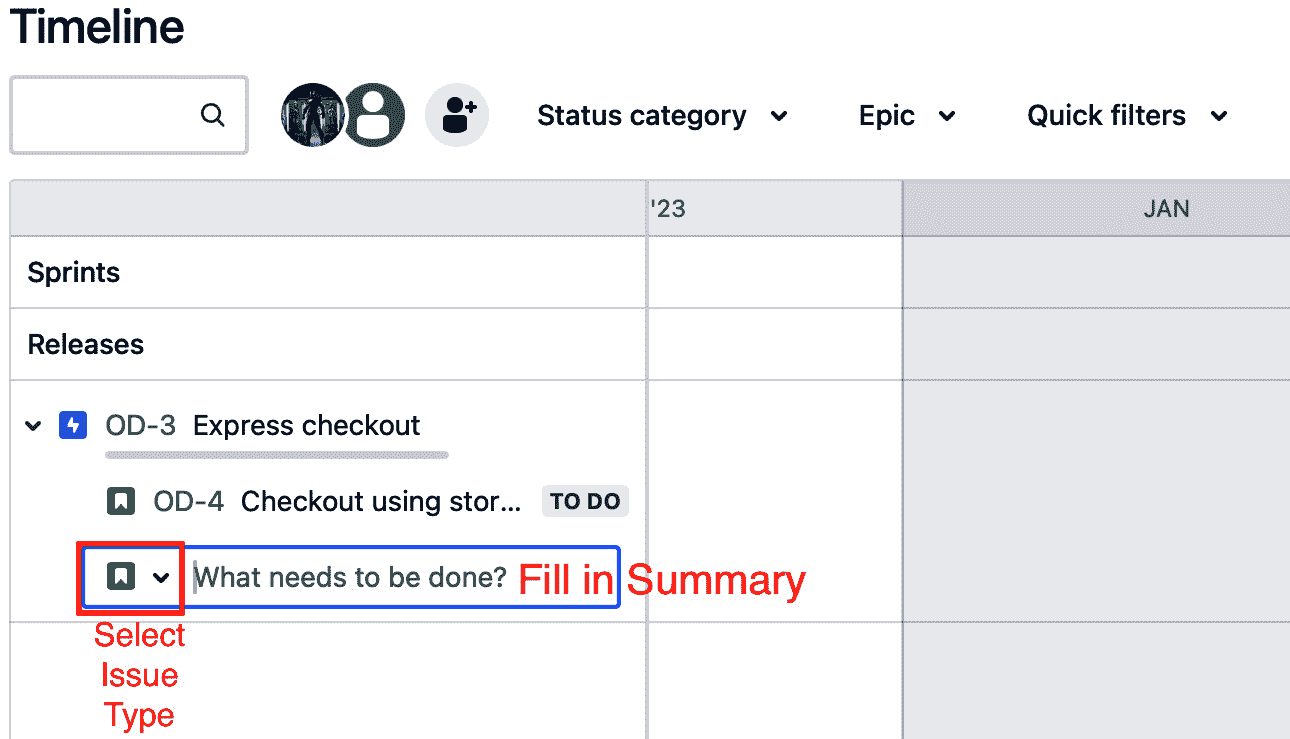 Timeline
Status category
Epic
Quick filters
'23
JAN
Sprints
Releases
OD-3 Express checkout
OD-4 Checkout using stor... TO DO
What needs to be done? Fill in Summary
Select
Issue
Type